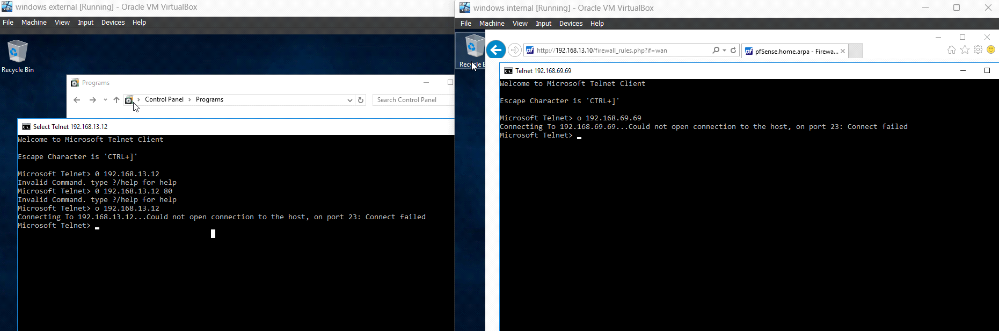 windows external [Running] - Oracle VM VirtualBox
File Machine View Input Devices Help
Recycle Bin
Programs
Control Panel > Programs
Search Control Panel
Select Telnet 192.168.13.12
Welcome to Microsoft Telnet Client
Escape Character is 'CTRL+]'
Microsoft Telnet> 0 192.168.13.12
Invalid Command. type ?/help for help
Microsoft Telnet> 0 192.168.13.12 80
Invalid Command. type ?/help for help
Microsoft Telnet> o 192.168.13.12
Connecting To 192.168.13.12...Could not open connection to the host, on port 23: Connect failed
Microsoft Telnet>
windows internal [Running] - Oracle VM VirtualBox
File Machine View Input Devices Help
Recycle B
http://192.168.13.10/firewall_rules.php?if=wan
pfSense.home.arpa - Firewa...
Telnet 192.168.69.69
Welcome to Microsoft Telnet Client
Escape Character is 'CTRL+]'
Microsoft Telnet> o 192.168.69.69
Connecting To 192.168.69.69...Could not open connection to the host, on port 23: Connect failed
Microsoft Telnet>